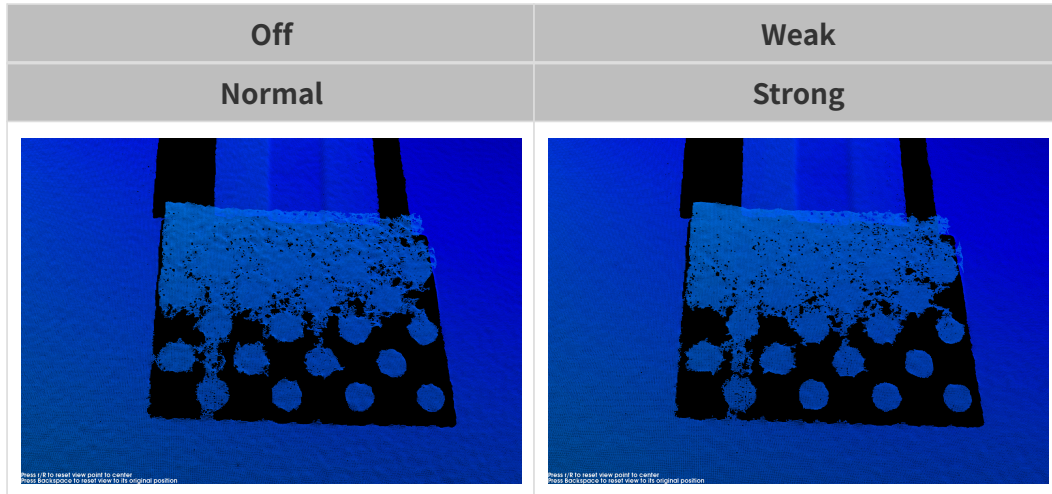 Off
Weak
Normal
Strong
Press r/R to reset view point to center
Press Backspace to reset view to its original position
Press r/R to reset view point to center
Press Backspace to reset view to its original position